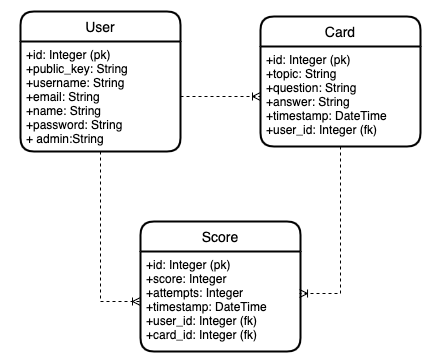 User
+id: Integer (pk)
+public_key: String
+username: String
+email: String
+name: String
+password: String
+ admin:String
Card
+id: Integer (pk)
+topic: String
+question: String
+answer: String
+timestamp: DateTime
+user_id: Integer (fk)
Score
+id: Integer (pk)
+score: Integer
+attempts: Integer
+timestamp: DateTime
+user_id: Integer (fk)
+card_id: Integer (fk)